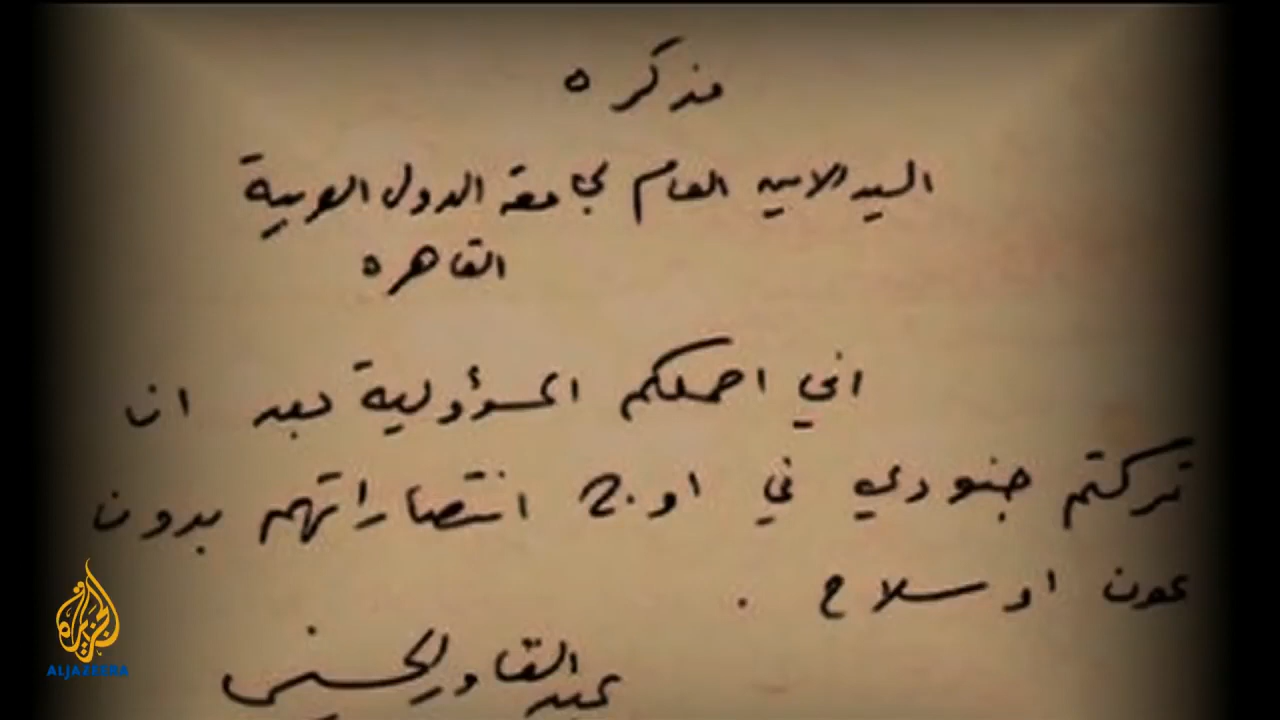 مذكره
السيد الامين العام لجامعة الدول العربية
القاهره
اني احملكم المسؤولية بعد ان
تركتم جنودي في اوج انتصاراتهم بدون
عون او سلاح .
عبد القادر الحسيني
الجزيرة
ALJAZEERA